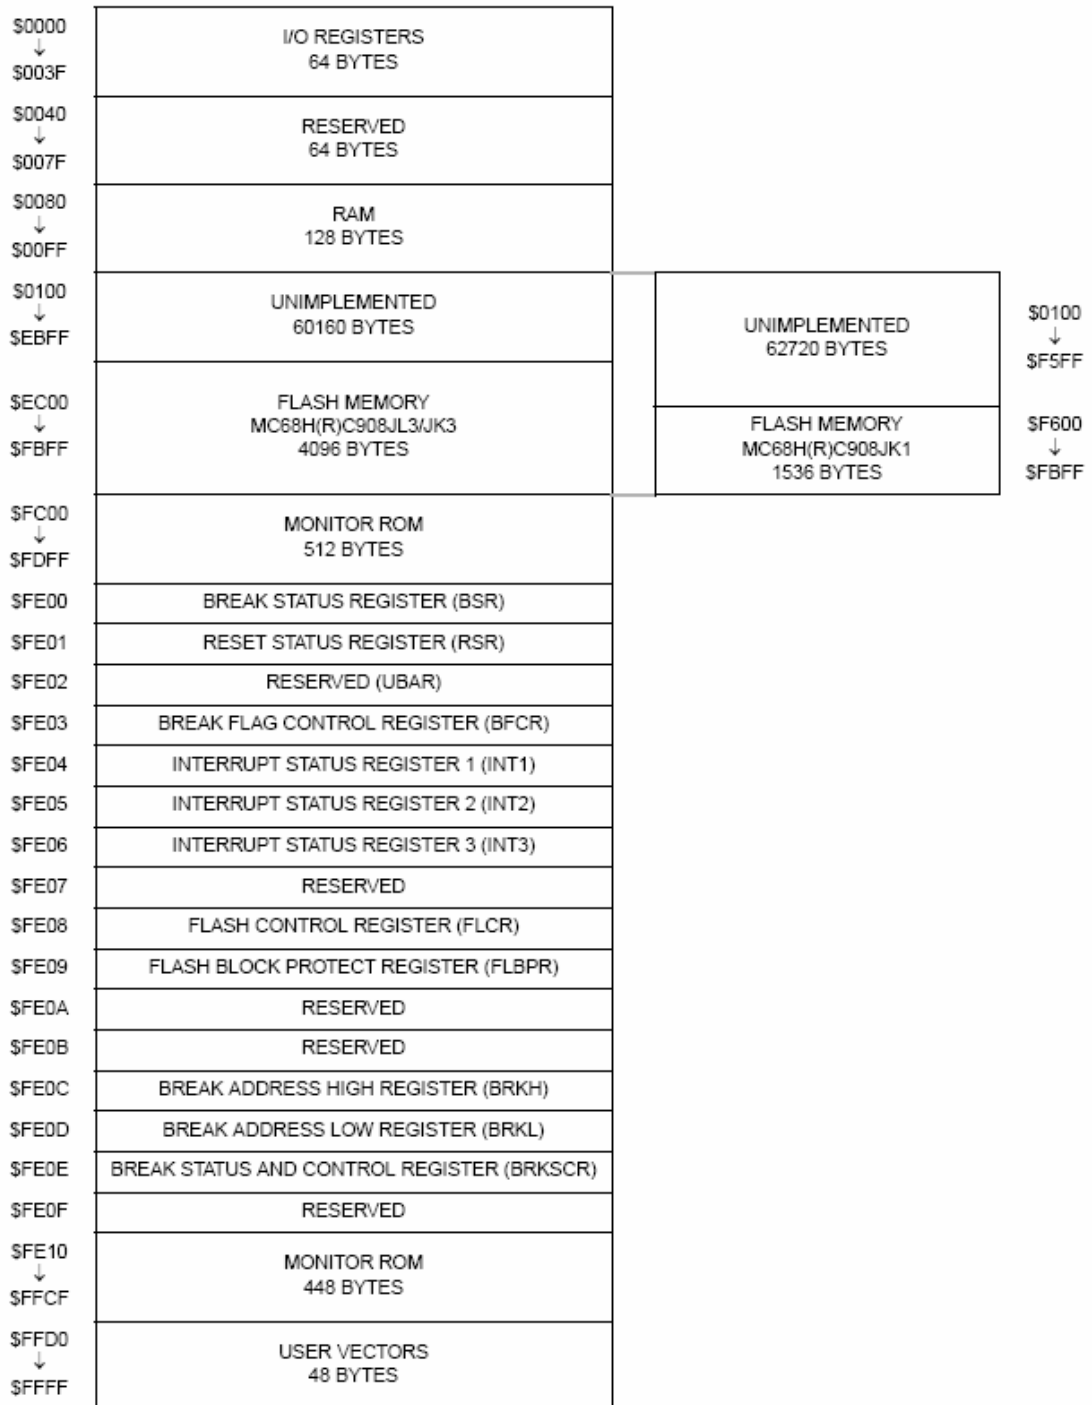 $0000
↓
$003F
I/O REGISTERS
64 BYTES
$0040
↓
$007F
RESERVED
64 BYTES
$0080
↓
$00FF
RAM
128 BYTES
$0100
↓
$EBFF
UNIMPLEMENTED
60160 BYTES
UNIMPLEMENTED
62720 BYTES
$0100
↓
$F5FF
$EC00
↓
$FBFF
FLASH MEMORY
MC68H(R)C908JL3/JK3
4096 BYTES
FLASH MEMORY
MC68H(R)C908JK1
1536 BYTES
$F600
↓
$FBFF
$FC00
↓
$FDFF
MONITOR ROM
512 BYTES
$FE00 BREAK STATUS REGISTER (BSR)
$FE01 RESET STATUS REGISTER (RSR)
$FE02 RESERVED (UBAR)
$FE03 BREAK FLAG CONTROL REGISTER (BFCR)
$FE04 INTERRUPT STATUS REGISTER 1 (INT1)
$FE05 INTERRUPT STATUS REGISTER 2 (INT2)
$FE06 INTERRUPT STATUS REGISTER 3 (INT3)
$FE07 RESERVED
$FE08 FLASH CONTROL REGISTER (FLCR)
$FE09 FLASH BLOCK PROTECT REGISTER (FLBPR)
$FE0A RESERVED
$FE0B RESERVED
$FE0C BREAK ADDRESS HIGH REGISTER (BRKH)
$FE0D BREAK ADDRESS LOW REGISTER (BRKL)
$FE0E BREAK STATUS AND CONTROL REGISTER (BRKSCR)
$FE0F RESERVED
$FE10
↓
$FFCF
MONITOR ROM
448 BYTES
$FFD0
↓
$FFFF
USER VECTORS
48 BYTES